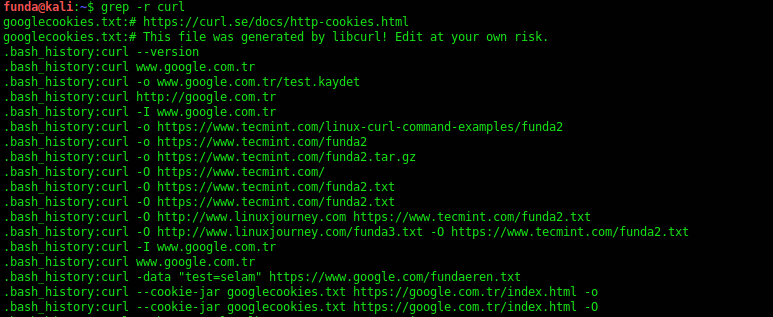 funda@kali:~$ grep -r curl
googlecookies.txt:# https://curl.se/docs/http-cookies.html
googlecookies.txt:# This file was generated by libcurl! Edit at your own risk.
.bash_history:curl --version
.bash_history:curl www.google.com.tr
.bash_history:curl -o www.google.com.tr/test.kaydet
.bash_history:curl http://google.com.tr
.bash_history:curl -I www.google.com.tr
.bash_history:curl -o https://www.tecmint.com/linux-curl-command-examples/funda2
.bash_history:curl -o https://www.tecmint.com/funda2
.bash_history:curl -o https://www.tecmint.com/funda2.tar.gz
.bash_history:curl -O https://www.tecmint.com/
.bash_history:curl -O https://www.tecmint.com/funda2.txt
.bash_history:curl -O https://www.tecmint.com/funda2.txt
.bash_history:curl -O http://www.linuxjourney.com https://www.tecmint.com/funda2.txt
.bash_history:curl -O http://www.linuxjourney.com/funda3.txt -O https://www.tecmint.com/funda2.txt
.bash_history:curl -I www.google.com.tr
.bash_history:curl www.google.com.tr
.bash_history:curl -data "test=selam" https://www.google.com/fundaeren.txt
.bash_history:curl --cookie-jar googlecookies.txt https://google.com.tr/index.html -o
.bash_history:curl --cookie-jar googlecookies.txt https://google.com.tr/index.html -O